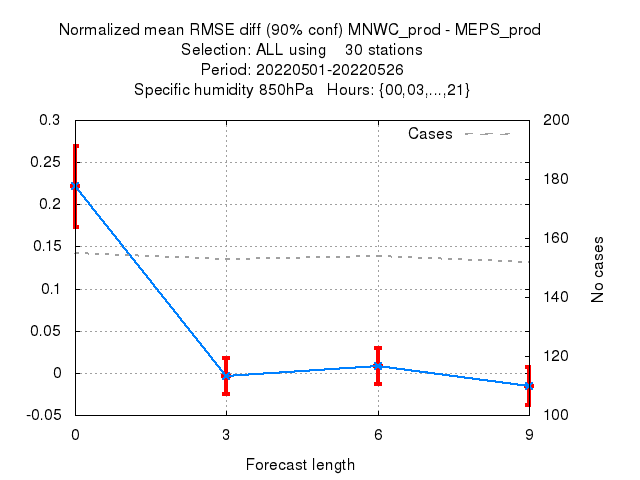 Normalized mean RMSE diff (90% conf) MNWC_prod - MEPS_prod
Selection: ALL using 30 stations
Period: 20220501-20220526
Specific humidity 850hPa Hours: {00,03,...,21}
Cases
0.3
0.25
0.2
0.15
0.1
0.05
0
-0.05
200
180
160
140
120
100
No cases
0 3 6 9
Forecast length